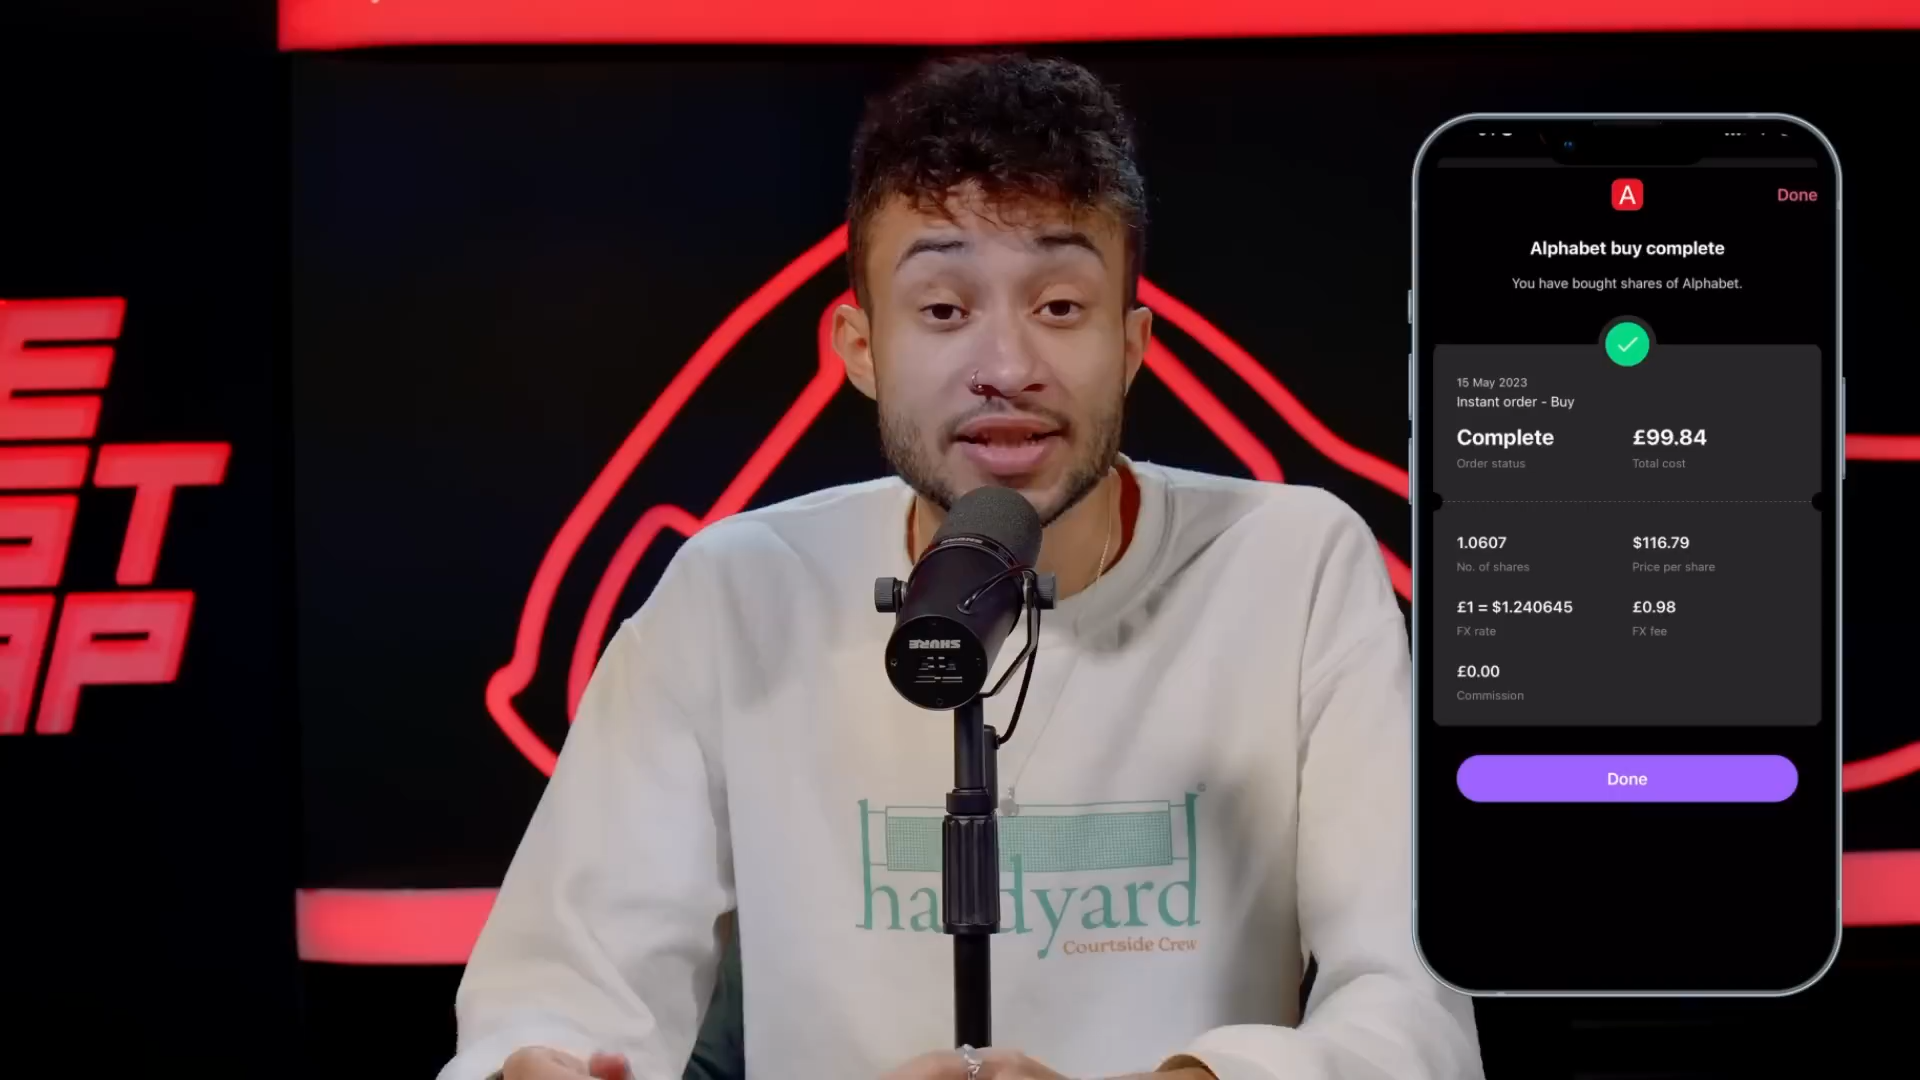 A
Done
Alphabet buy complete
You have bought shares of Alphabet.
15 May 2023
Instant order - Buy
Complete
£99.84
Order status
Total cost
1.0607
$116.79
No. of shares
Price per share
£1 = $1.240645
£0.98
FX rate
FX fee
£0.00
Commission
Done
SHURE
Courtside Crew